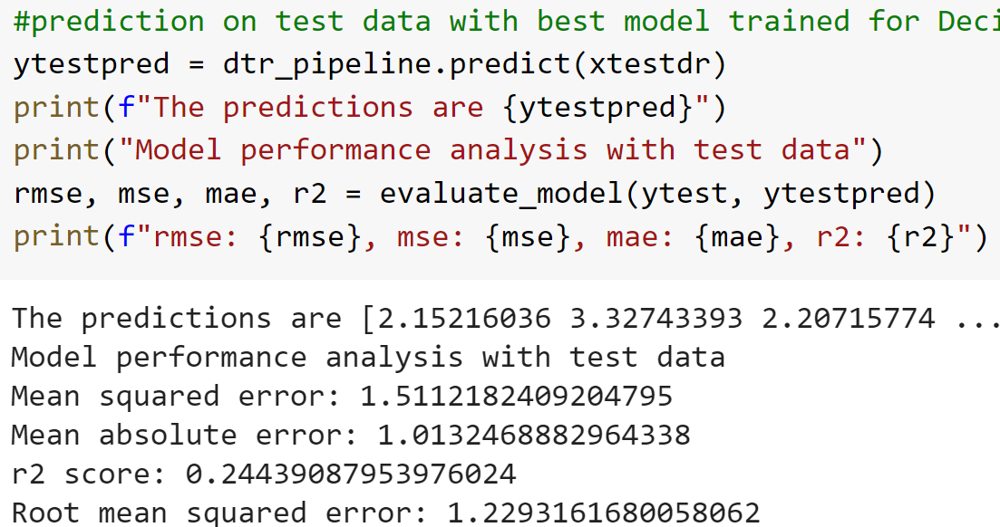 #prediction on test data with best model trained for Deci
ytestpred = dtr_pipeline.predict(xtestdr)
print(f"The predictions are {ytestpred}")
print("Model performance analysis with test data")
rmse, mse, mae, r2 = evaluate_model(ytest, ytestpred)
print(f"rmse: {rmse}, mse: {mse}, mae: {mae}, r2: {r2}")
The predictions are [2.15216036 3.32743393 2.20715774 ...
Model performance analysis with test data
Mean squared error: 1.5112182409204795
Mean absolute error: 1.0132468882964338
r2 score: 0.24439087953976024
Root mean squared error: 1.2293161680058062